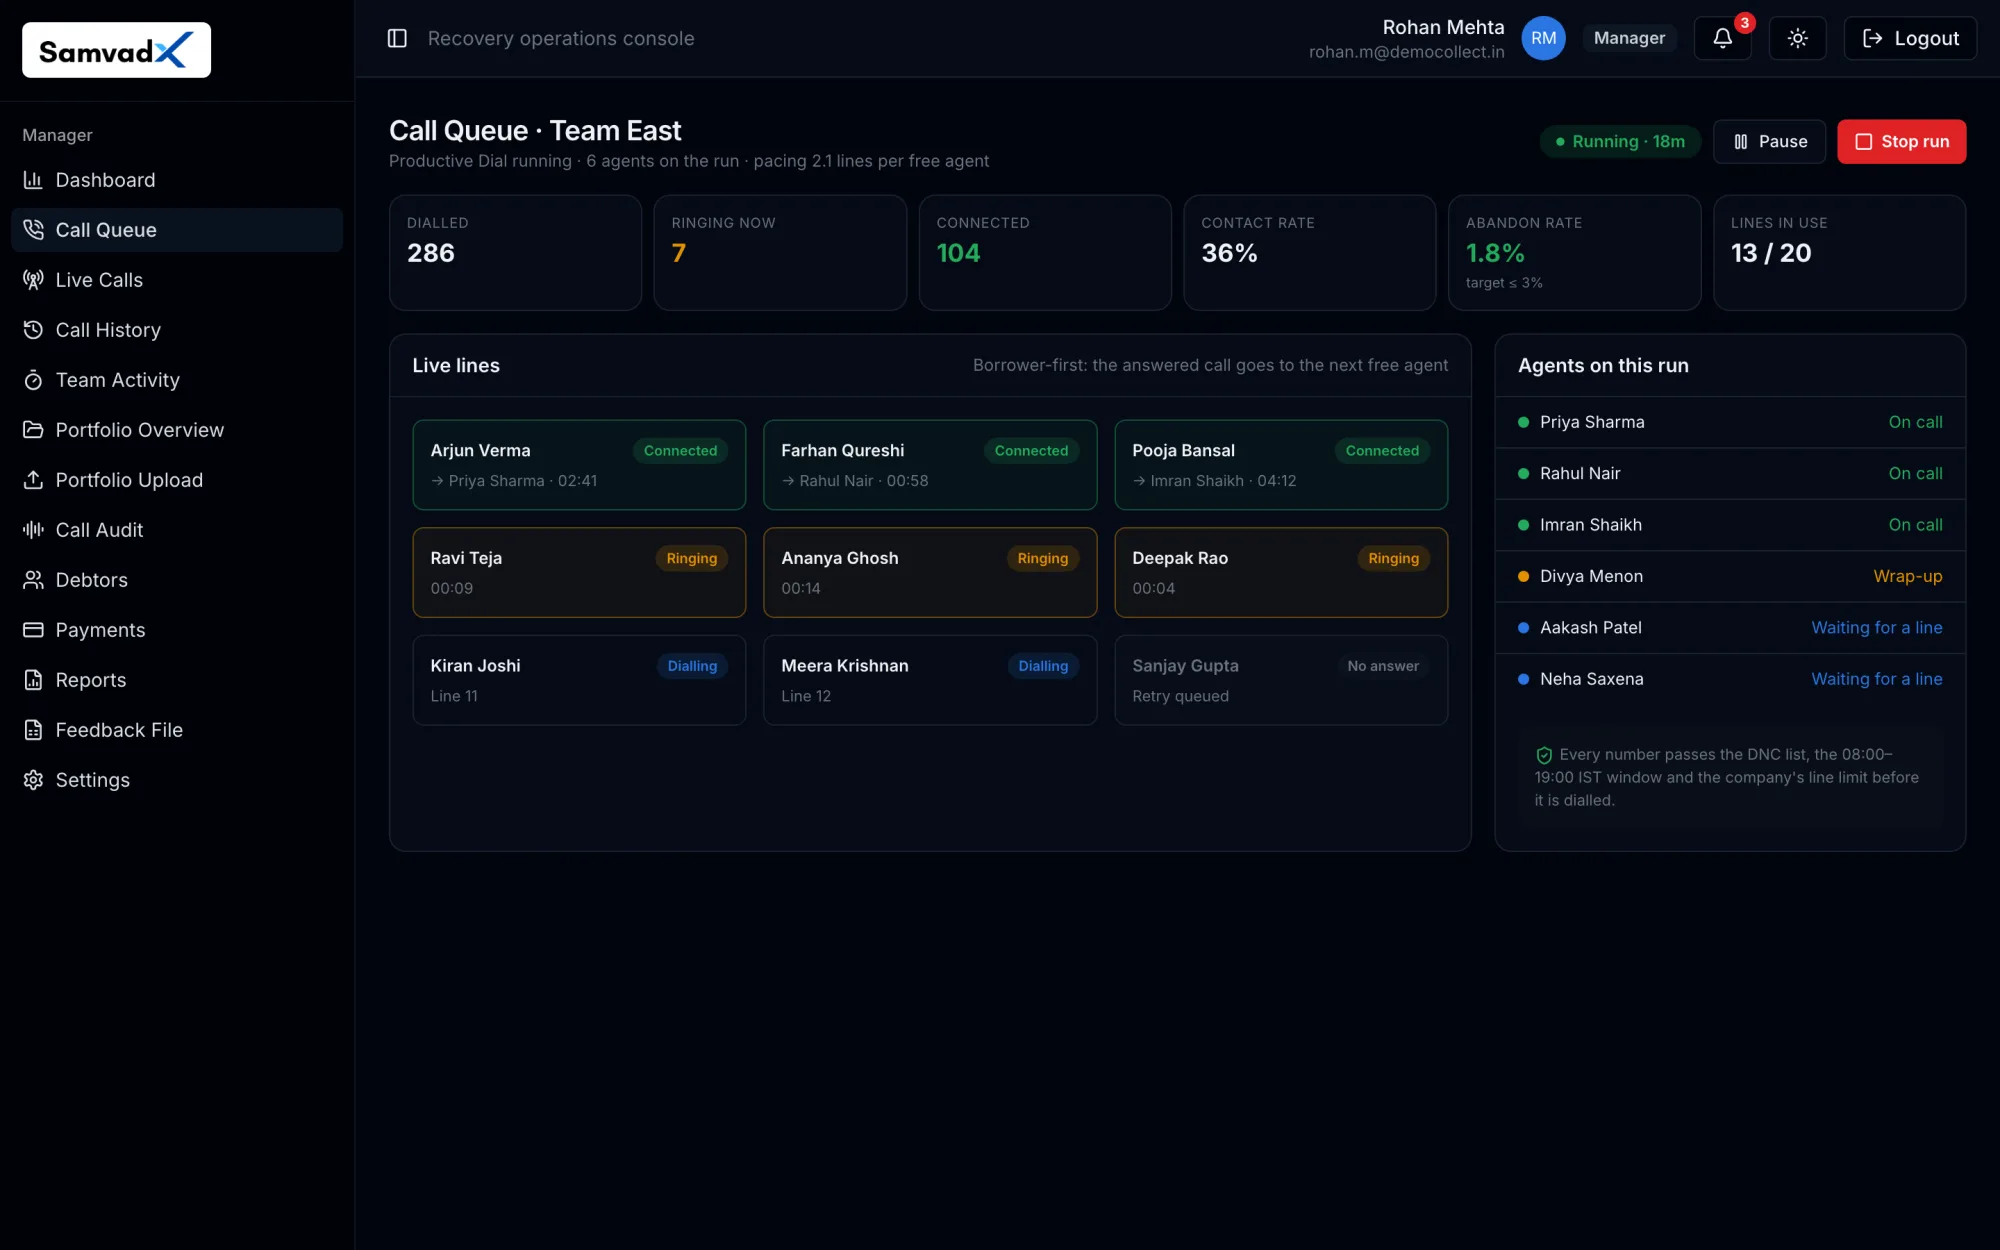 SamvadX
Manager
Dashboard
Call Queue
Live Calls
Call History
Team Activity
Portfolio Overview
Portfolio Upload
Call Audit
Debtors
Payments
Reports
Feedback File
Settings
Recovery operations console
Rohan Mehta
rohan.m@democollect.in
RM
Manager
3
Logout
Call Queue · Team East
Productive Dial running · 6 agents on the run · pacing 2.1 lines per free agent
Running · 18m
Pause
Stop run
DIALLED
286
RINGING NOW
7
CONNECTED
104
CONTACT RATE
36%
ABANDON RATE
1.8%
target ≤ 3%
LINES IN USE
13 / 20
Live lines
Borrower-first: the answered call goes to the next free agent
Arjun Verma
Connected
→ Priya Sharma · 02:41
Farhan Qureshi
Connected
→ Rahul Nair · 00:58
Pooja Bansal
Connected
→ Imran Shaikh · 04:12
Ravi Teja
Ringing
00:09
Ananya Ghosh
Ringing
00:14
Deepak Rao
Ringing
00:04
Kiran Joshi
Dialling
Line 11
Meera Krishnan
Dialling
Line 12
Sanjay Gupta
No answer
Retry queued
Agents on this run
Priya Sharma
On call
Rahul Nair
On call
Imran Shaikh
On call
Divya Menon
Wrap-up
Aakash Patel
Waiting for a line
Neha Saxena
Waiting for a line
Every number passes the DNC list, the 08:00–
19:00 IST window and the company's line limit before
it is dialled.